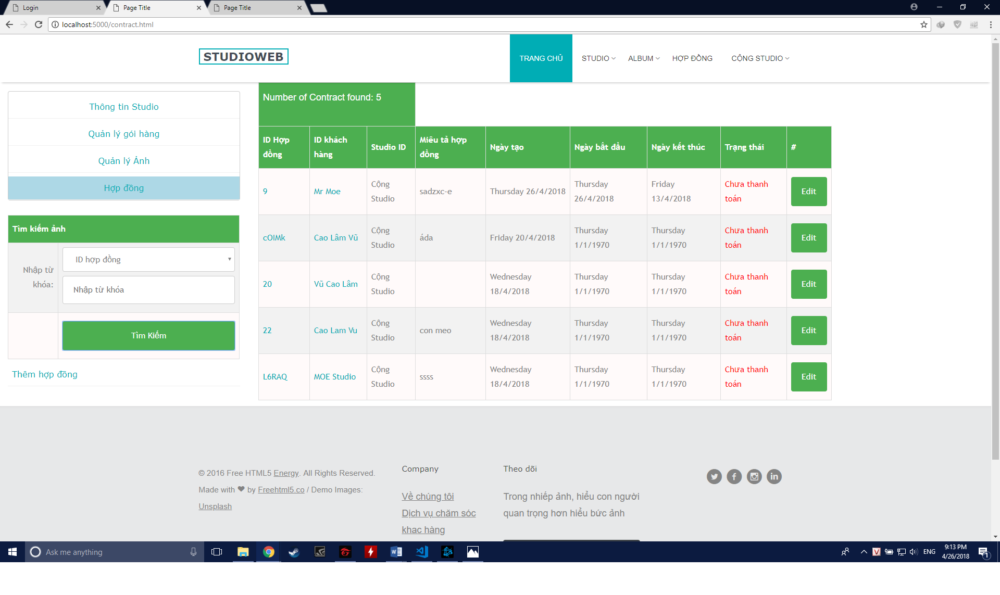 Login
Page Title
Page Title
localhost:5000/contract.html
STUDIOWEB
TRANG CHỦ
STUDIO
ALBUM
HỢP ĐỒNG
CỘNG STUDIO
Thông tin Studio
Quản lý gói hàng
Quản lý Ảnh
Hợp đồng
Tìm kiếm ảnh
Nhập từ
khóa:
ID hợp đồng
Nhập từ khóa
Tìm Kiếm
Thêm hợp đồng
Number of Contract found: 5
ID Hợp
đồng
ID khách
hàng
Studio ID
Miêu tả hợp
đồng
Ngày tạo
Ngày bắt đầu
Ngày kết thúc
Trạng thái
#
9
Mr Moe
Cộng
Studio
sadzxc-e
Thursday 26/4/2018
Thursday
26/4/2018
Friday
13/4/2018
Chưa thanh
toán
Edit
cOIMk
Cao Lâm Vũ
Cộng
Studio
áda
Friday 20/4/2018
Thursday
1/1/1970
Thursday
1/1/1970
Chưa thanh
toán
Edit
20
Vũ Cao Lâm
Cộng
Studio
Wednesday
18/4/2018
Thursday
1/1/1970
Thursday
1/1/1970
Chưa thanh
toán
Edit
22
Cao Lam Vu
Cộng
Studio
con meo
Wednesday
18/4/2018
Thursday
1/1/1970
Thursday
1/1/1970
Chưa thanh
toán
Edit
L6RAQ
MOE Studio
Cộng
Studio
ssss
Wednesday
18/4/2018
Thursday
1/1/1970
Thursday
1/1/1970
Chưa thanh
toán
Edit
© 2016 Free HTML5 Energy. All Rights Reserved.
Made with ❤ by Freehtml5.co / Demo Images:
Unsplash
Company
Về chúng tôi
Dịch vụ chăm sóc
khac hàng
Theo dõi
Trong nhiếp ảnh, hiểu con người
quan trọng hơn hiểu bức ảnh
Ask me anything
ENG
9:13 PM
4/26/2018
1